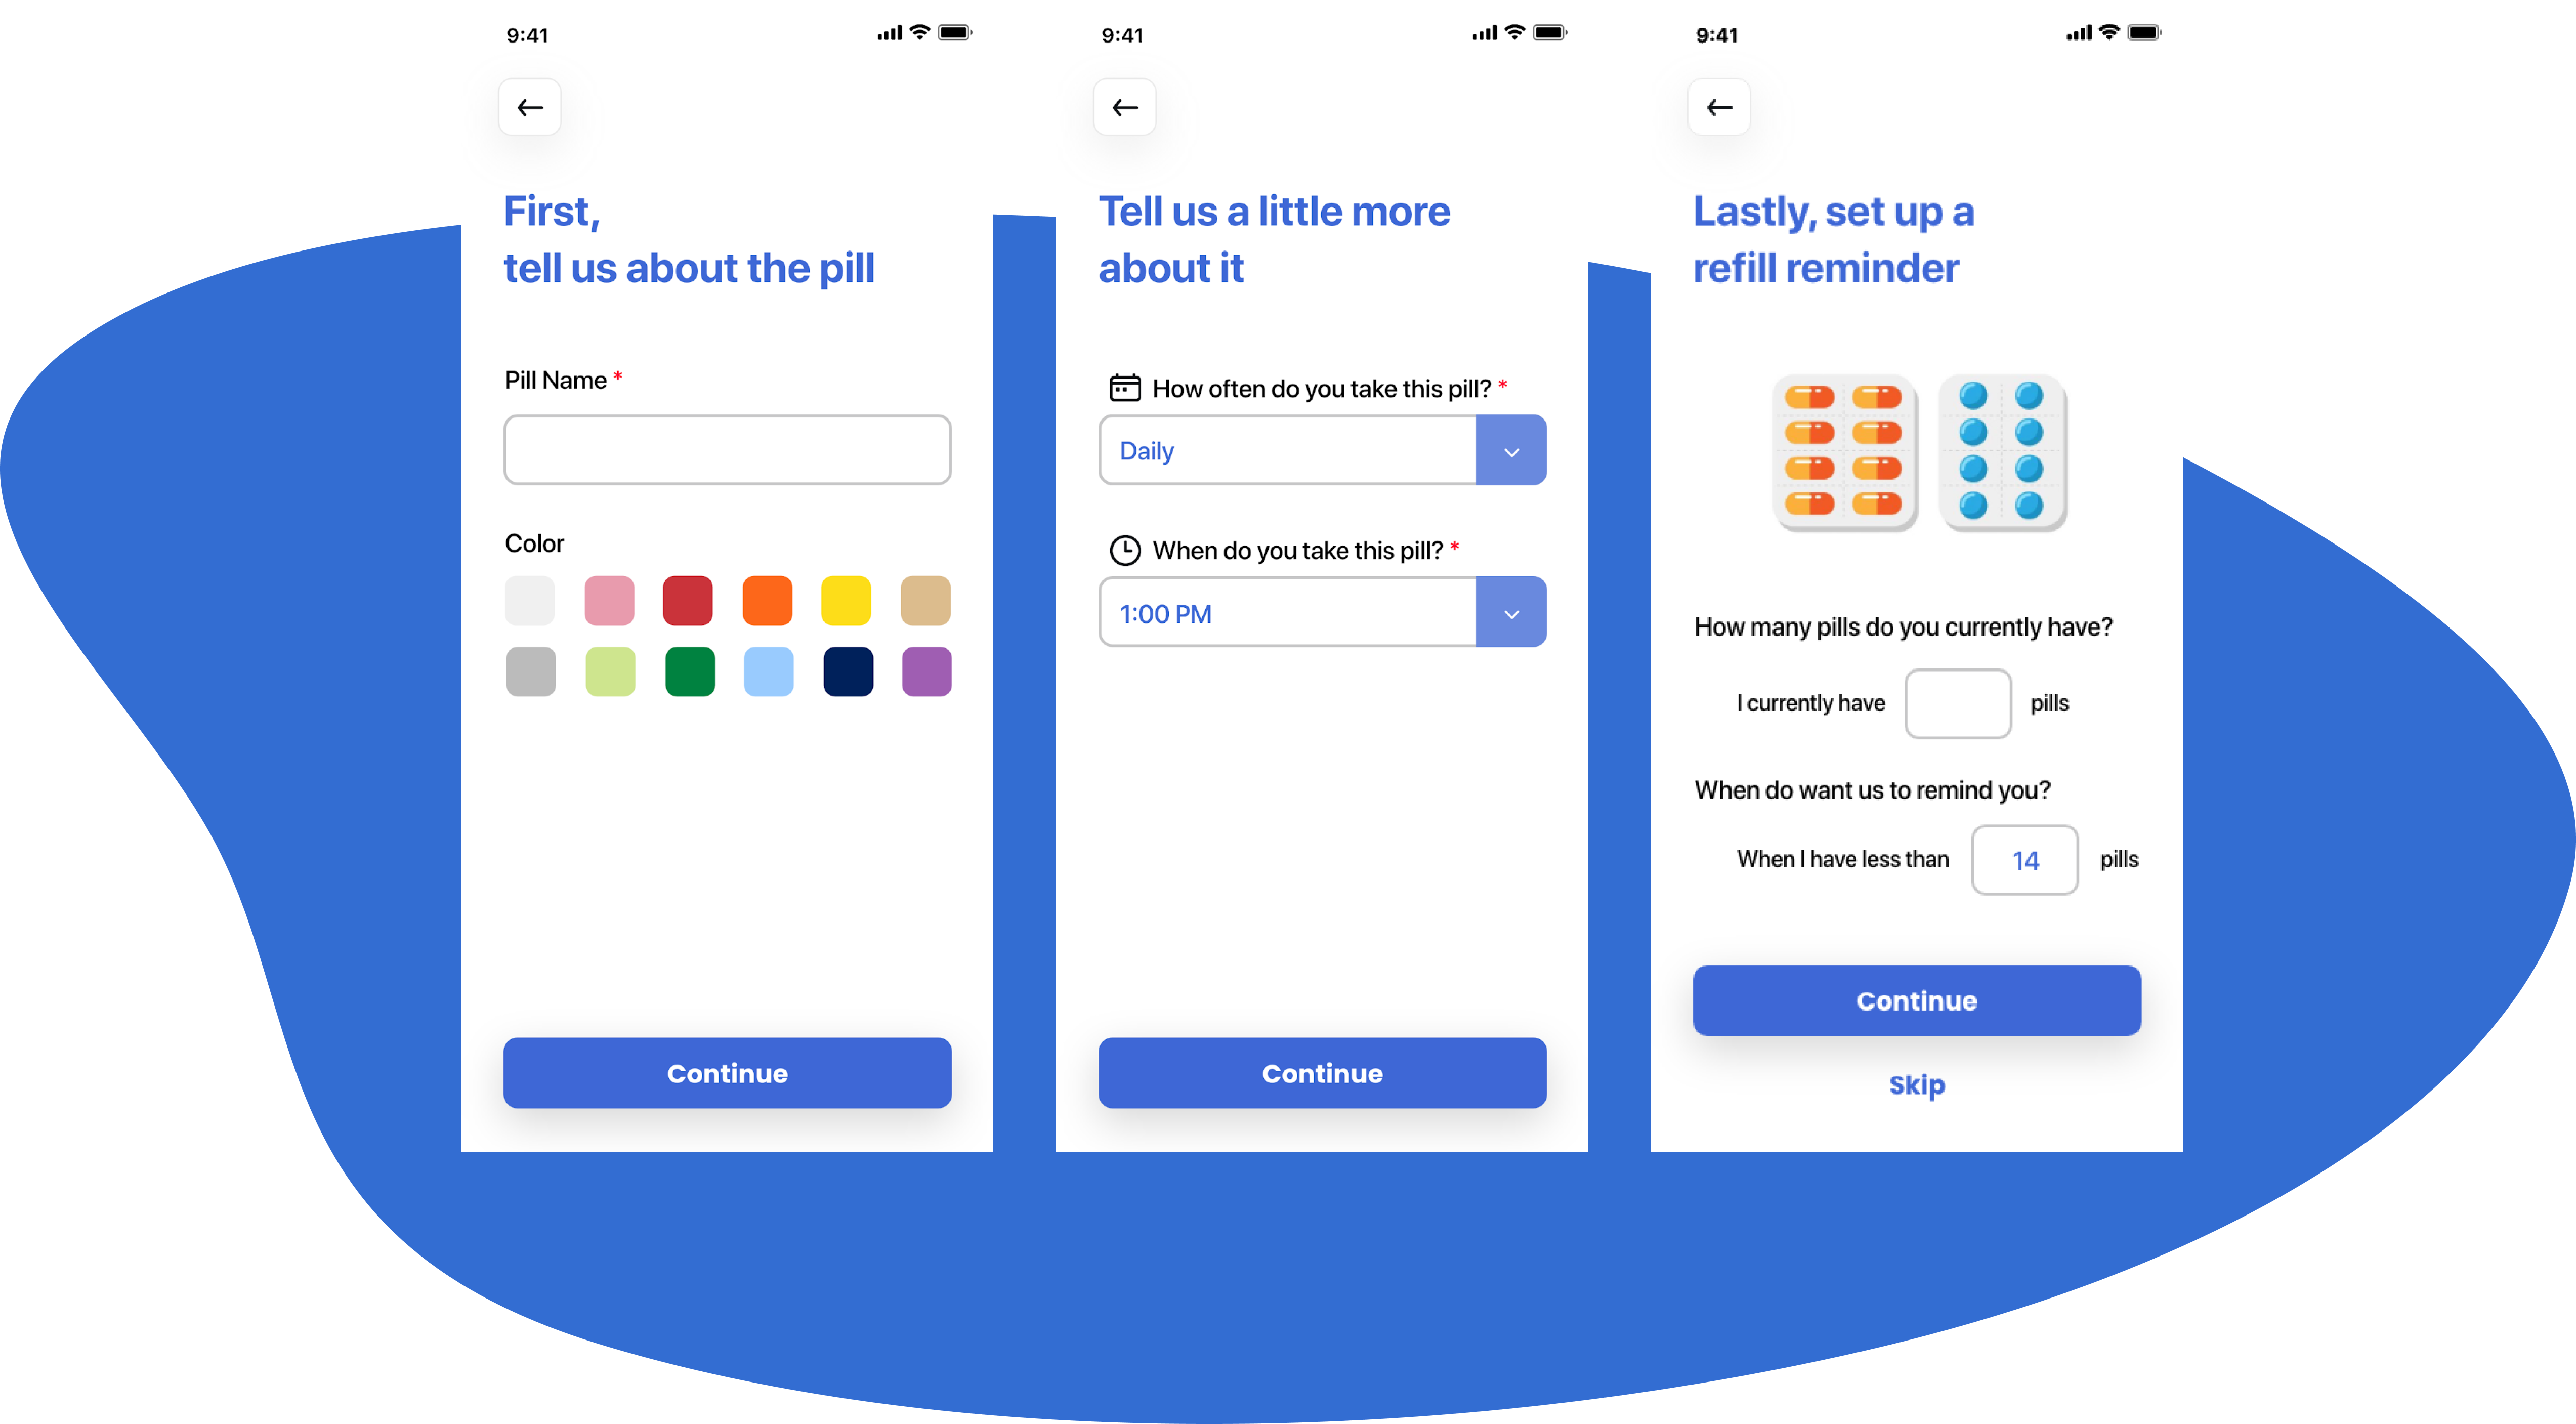 9:41
First,
tell us about the pill
Pill Name *
Color
Continue
9:41
Tell us a little more
about it
How often do you take this pill? *
Daily
When do you take this pill? *
1:00 PM
Continue
9:41
Lastly, set up a
refill reminder
How many pills do you currently have?
I currently have pills
When do want us to remind you?
When I have less than 14 pills
Continue
Skip